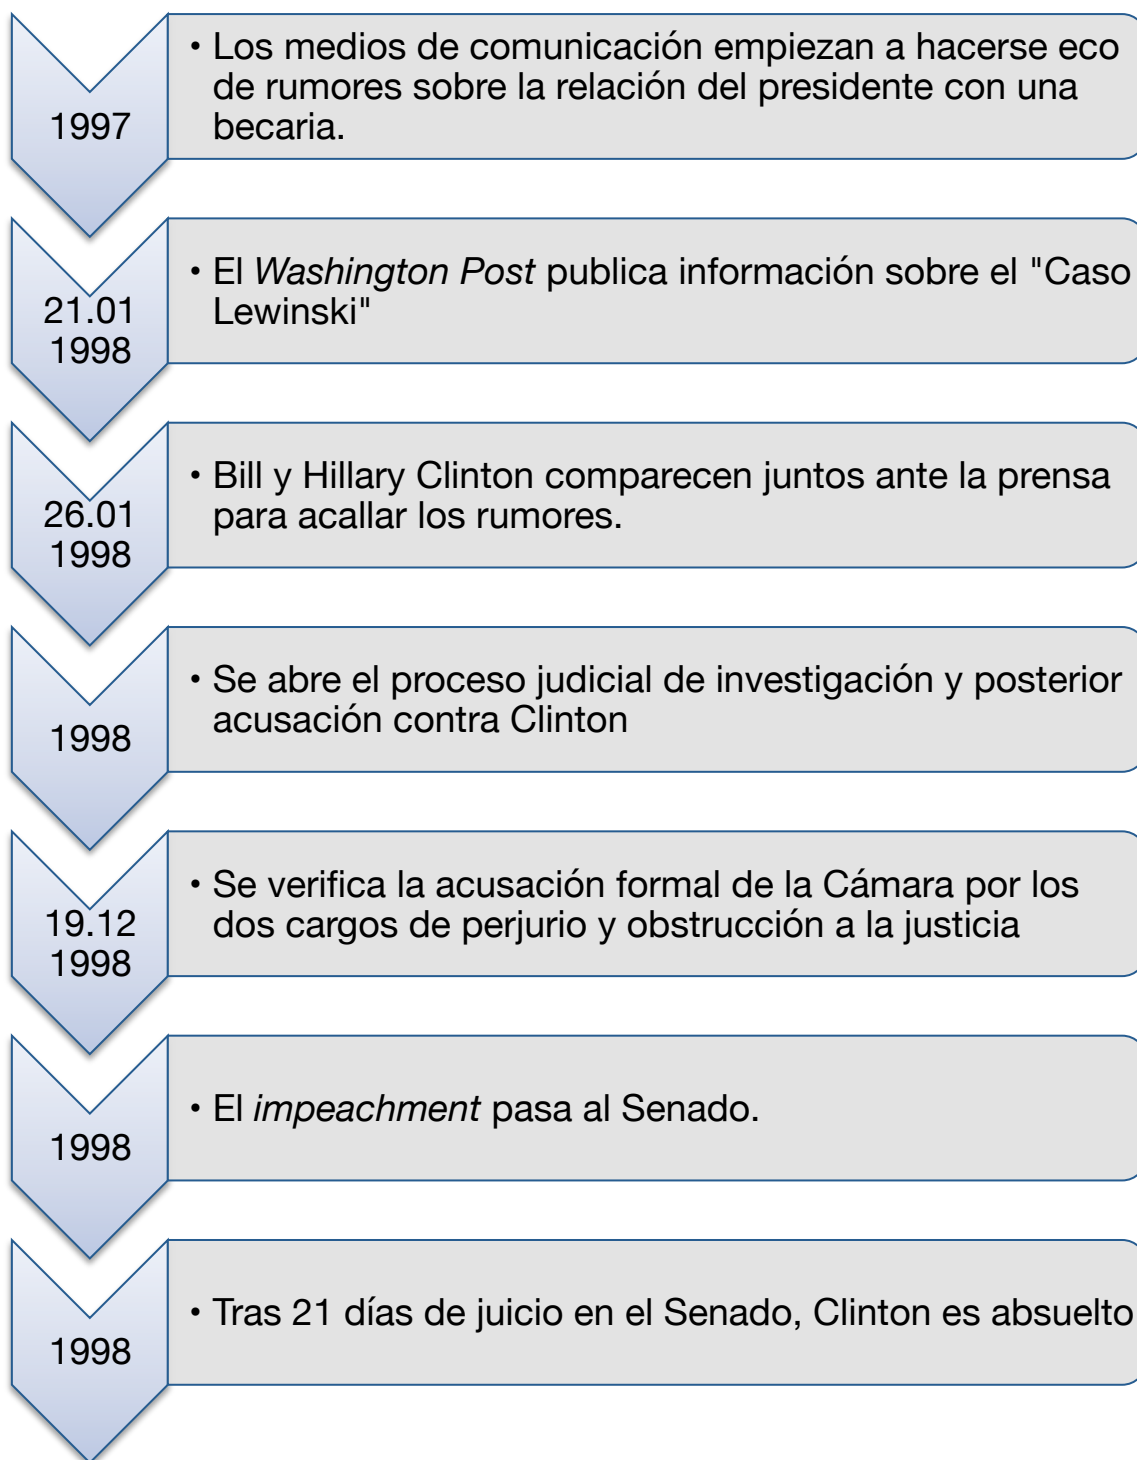 • Los medios de comunicación empiezan a hacerse eco
de rumores sobre la relación del presidente con una
becaria.
1997
• El Washington Post publica información sobre el "Caso
Lewinski"
21.01
1998
• Bill y Hillary Clinton comparecen juntos ante la prensa
para acallar los rumores.
26.01
1998
• Se abre el proceso judicial de investigación y posterior
acusación contra Clinton
1998
• Se verifica la acusación formal de la Cámara por los
dos cargos de perjurio y obstrucción a la justicia
19.12
1998
• El impeachment pasa al Senado.
1998
• Tras 21 días de juicio en el Senado, Clinton es absuelto
1998